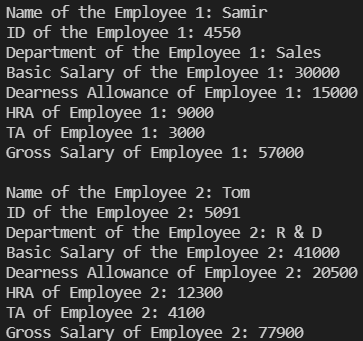 Name of the Employee 1: Samir
ID of the Employee 1: 4550
Department of the Employee 1: Sales
Basic Salary of the Employee 1: 30000
Dearness Allowance of Employee 1: 15000
HRA of Employee 1: 9000
TA of Employee 1: 3000
Gross Salary of Employee 1: 57000

Name of the Employee 2: Tom
ID of the Employee 2: 5091
Department of the Employee 2: R & D
Basic Salary of the Employee 2: 41000
Dearness Allowance of Employee 2: 20500
HRA of Employee 2: 12300
TA of Employee 2: 4100
Gross Salary of Employee 2: 77900